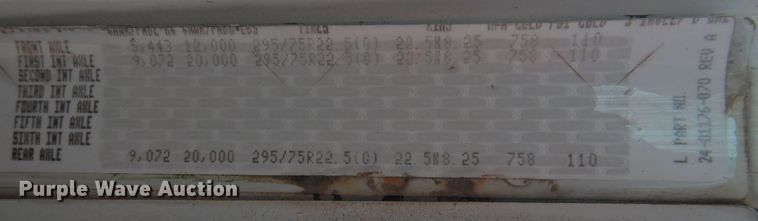 TIRES RIMS
FRONT AXLE 5,443 12,000 295/75R22.5(G) 22.5X8.25 758 110
FIRST INT AXLE 9,072 20,000 295/75R22.5(G) 22.5X8.25 758 110
SECOND INT AXLE
THIRD INT AXLE
FOURTH INT AXLE
FIFTH INT AXLE
SIXTH INT AXLE
REAR AXLE 9,072 20,000 295/75R22.5(G) 22.5X8.25 758 110
L PART NO.
24-01176-070 REV A
Purple Wave Auction